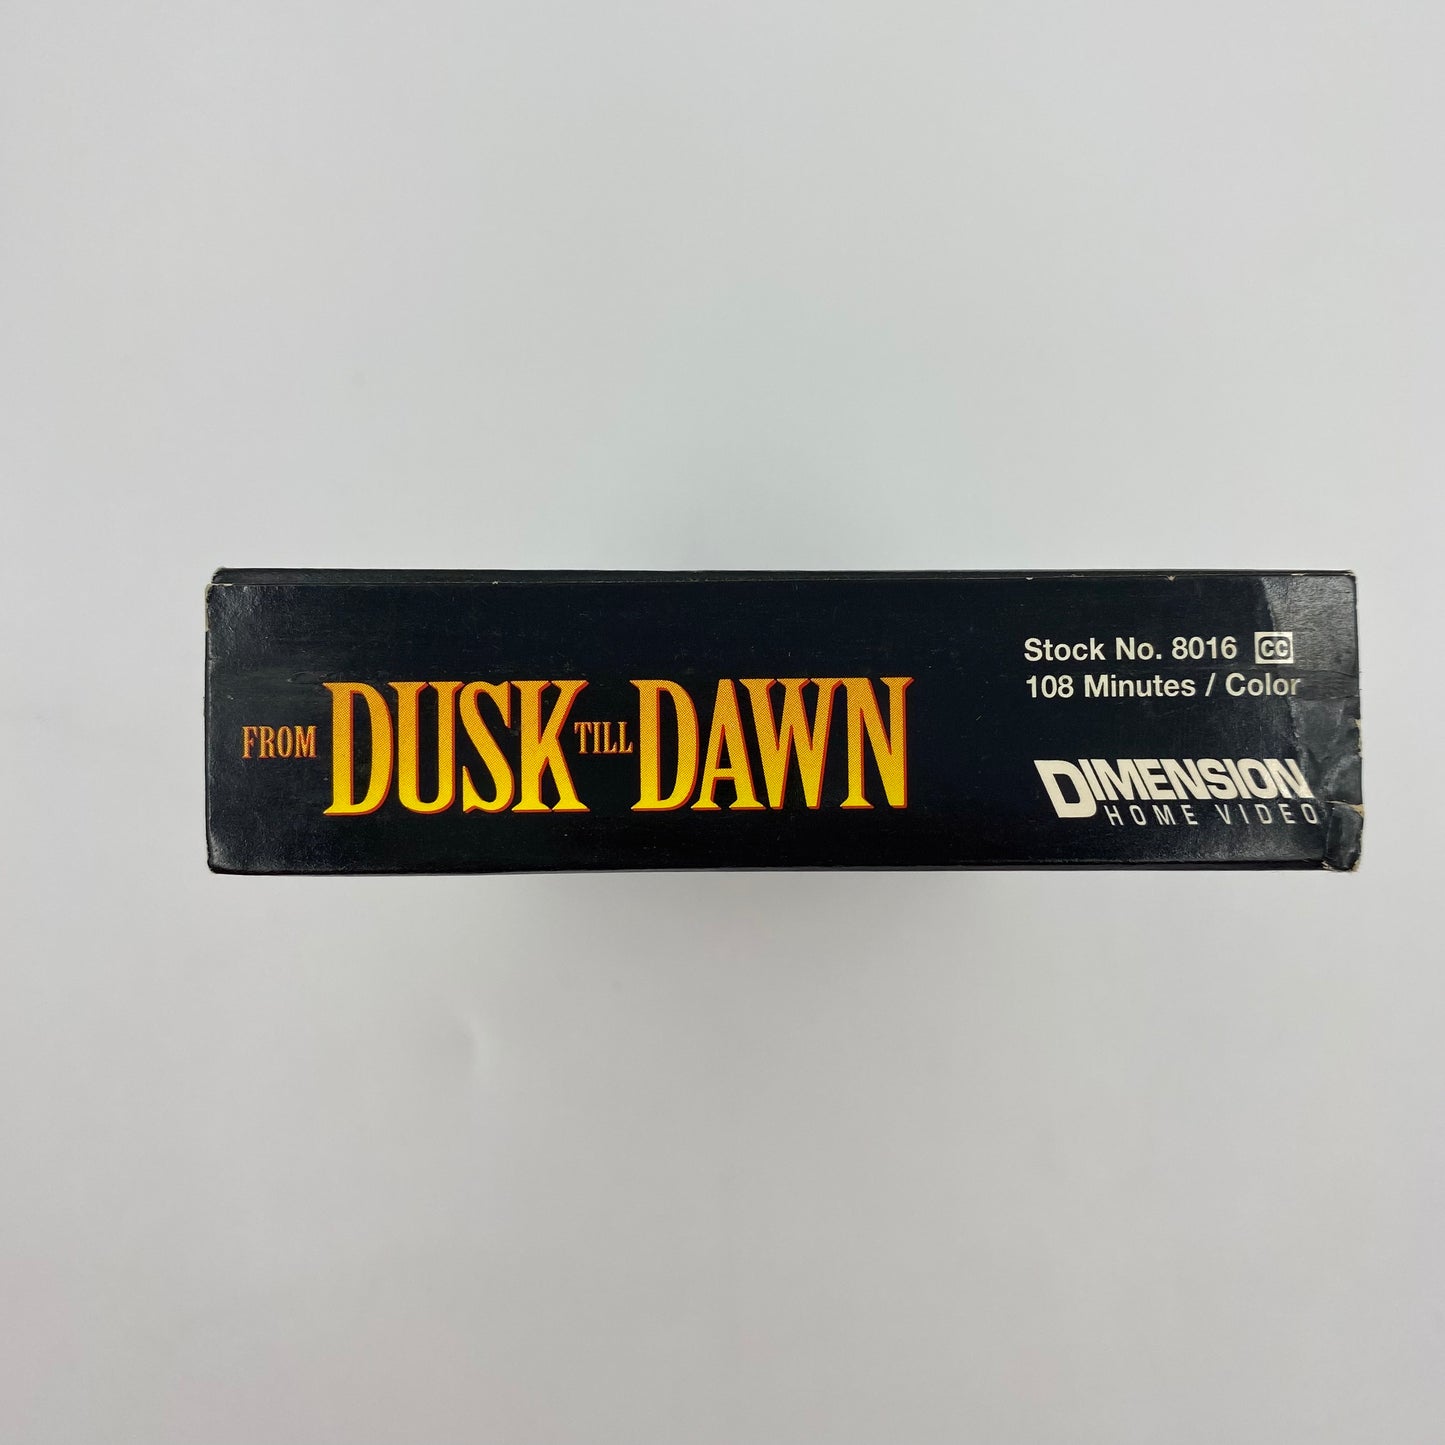 FROM DUSK TILL DAWN
Stock No. 8016 CC
108 Minutes / Color
DIMENSION
HOME VIDEO